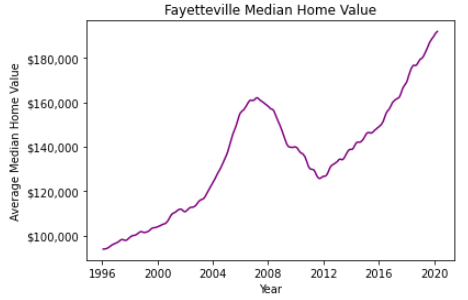 Fayetteville Median Home Value
Average Median Home Value
$180,000
$160,000
$140,000
$120,000
$100,000
1996 2000 2004 2008 2012 2016 2020
Year